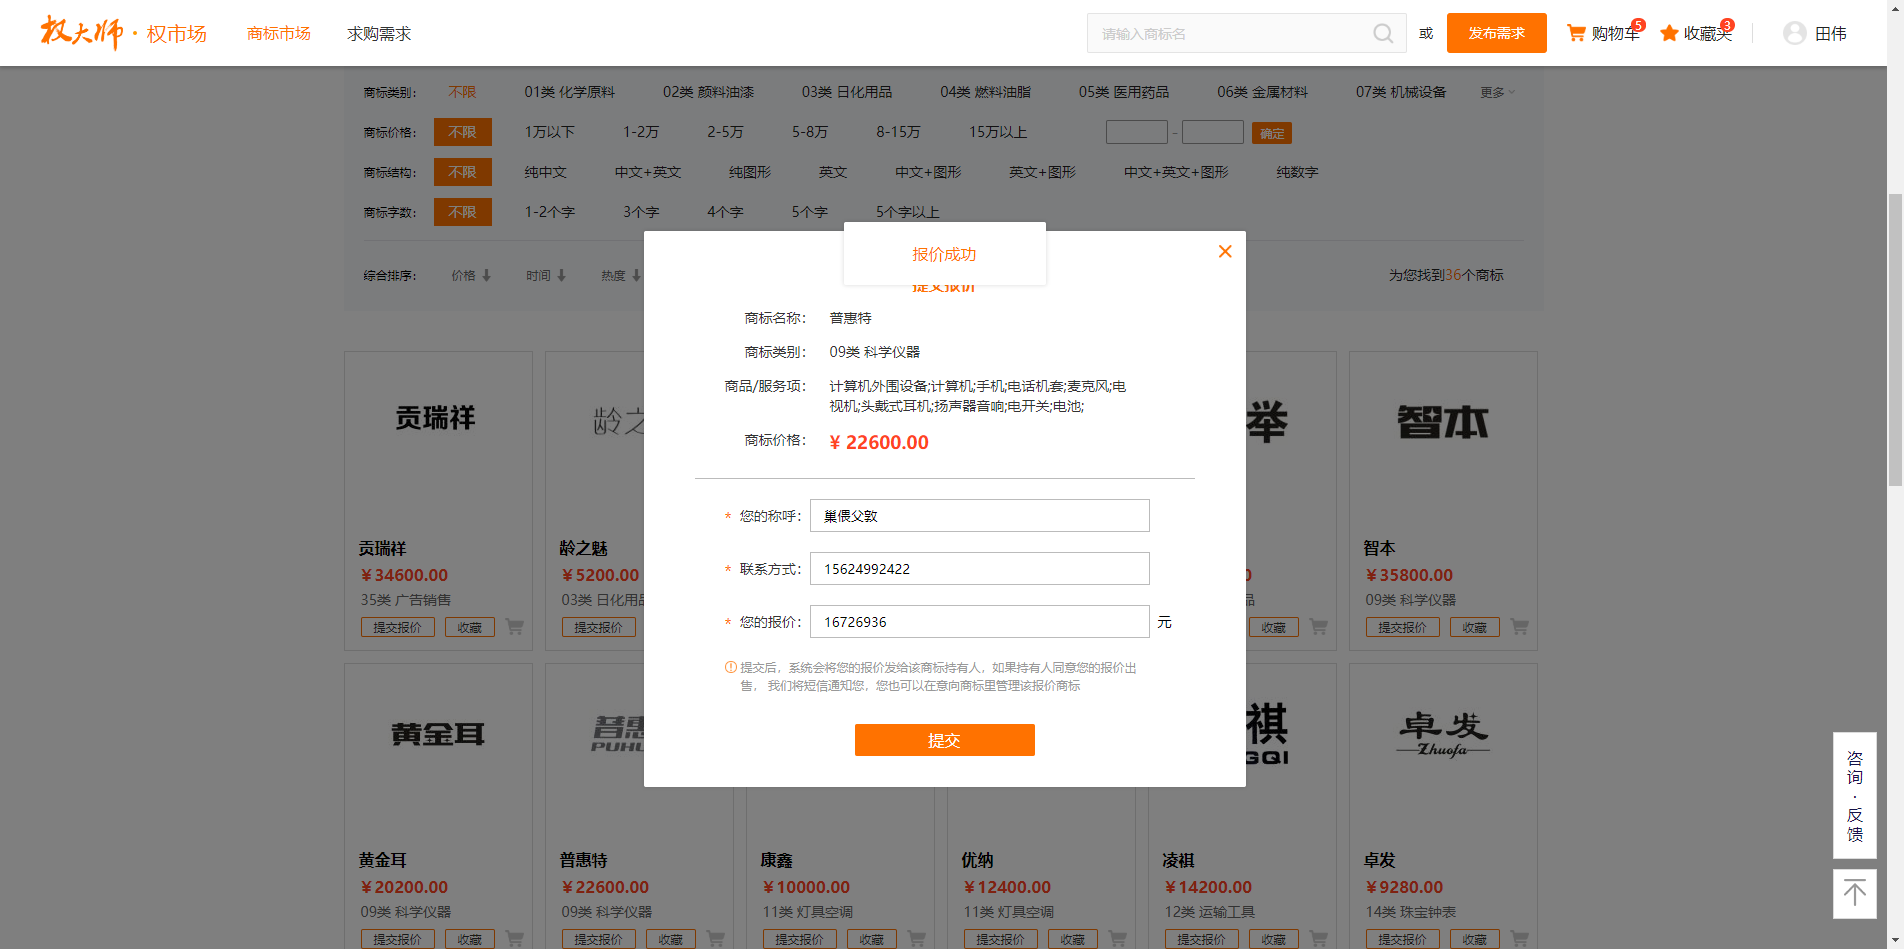 权大师·权市场 商标市场 求购需求 请输入商标名 或 发布需求 购物车 5 收藏夹 3 田伟
商标类别： 不限 01类 化学原料 02类 颜料油漆 03类 日化用品 04类 燃料油脂 05类 医用药品 06类 金属材料 07类 机械设备 更多
商标价格： 不限 1万以下 1-2万 2-5万 5-8万 8-15万 15万以上 - 确定
商标结构： 不限 纯中文 中文+英文 纯图形 英文 中文+图形 英文+图形 中文+英文+图形 纯数字
商标字数： 不限 1-2个字 3个字 4个字 5个字 5个字以上
综合排序： 价格 时间 热度 为您找到36个商标
报价成功
提交报价
商标名称： 普惠特
商标类别： 09类 科学仪器
商品/服务项： 计算机外围设备;计算机;手机;电话机套;麦克风;电
视机;头戴式耳机;扬声器音响;电开关;电池;
商标价格： ¥ 22600.00
* 您的称呼： 巢偎父敦
* 联系方式： 15624992422
* 您的报价： 16726936 元
提交后，系统会将您的报价发给该商标持有人，如果持有人同意您的报价出
售， 我们将短信通知您，您也可以在意向商标里管理该报价商标
提交
贡瑞祥 龄之 举 智本
贡瑞祥 龄之魅 智本
¥34600.00 ¥5200.00 0 ¥35800.00
35类 广告销售 03类 日化用品 品 09类 科学仪器
提交报价 收藏 提交报价 收藏 提交报价 收藏
黄金耳 普惠 祺 卓发
PUHU GQI Zhuofa
黄金耳 普惠特 康鑫 优纳 凌祺 卓发
¥20200.00 ¥22600.00 ¥10000.00 ¥12400.00 ¥14200.00 ¥9280.00
09类 科学仪器 09类 科学仪器 11类 灯具空调 11类 灯具空调 12类 运输工具 14类 珠宝钟表
提交报价 收藏 提交报价 收藏 提交报价 收藏 提交报价 收藏 提交报价 收藏 提交报价 收藏
咨
询
·
反
馈